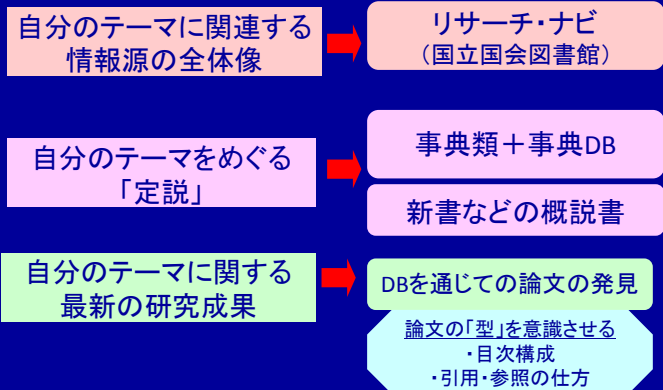 自分のテーマに関連する
情報源の全体像
リサーチ・ナビ
（国立国会図書館）
自分のテーマをめぐる
「定説」
事典類＋事典DB
新書などの概説書
自分のテーマに関する
最新の研究成果
DBを通じての論文の発見
論文の「型」を意識させる
・目次構成
・引用・参照の仕方